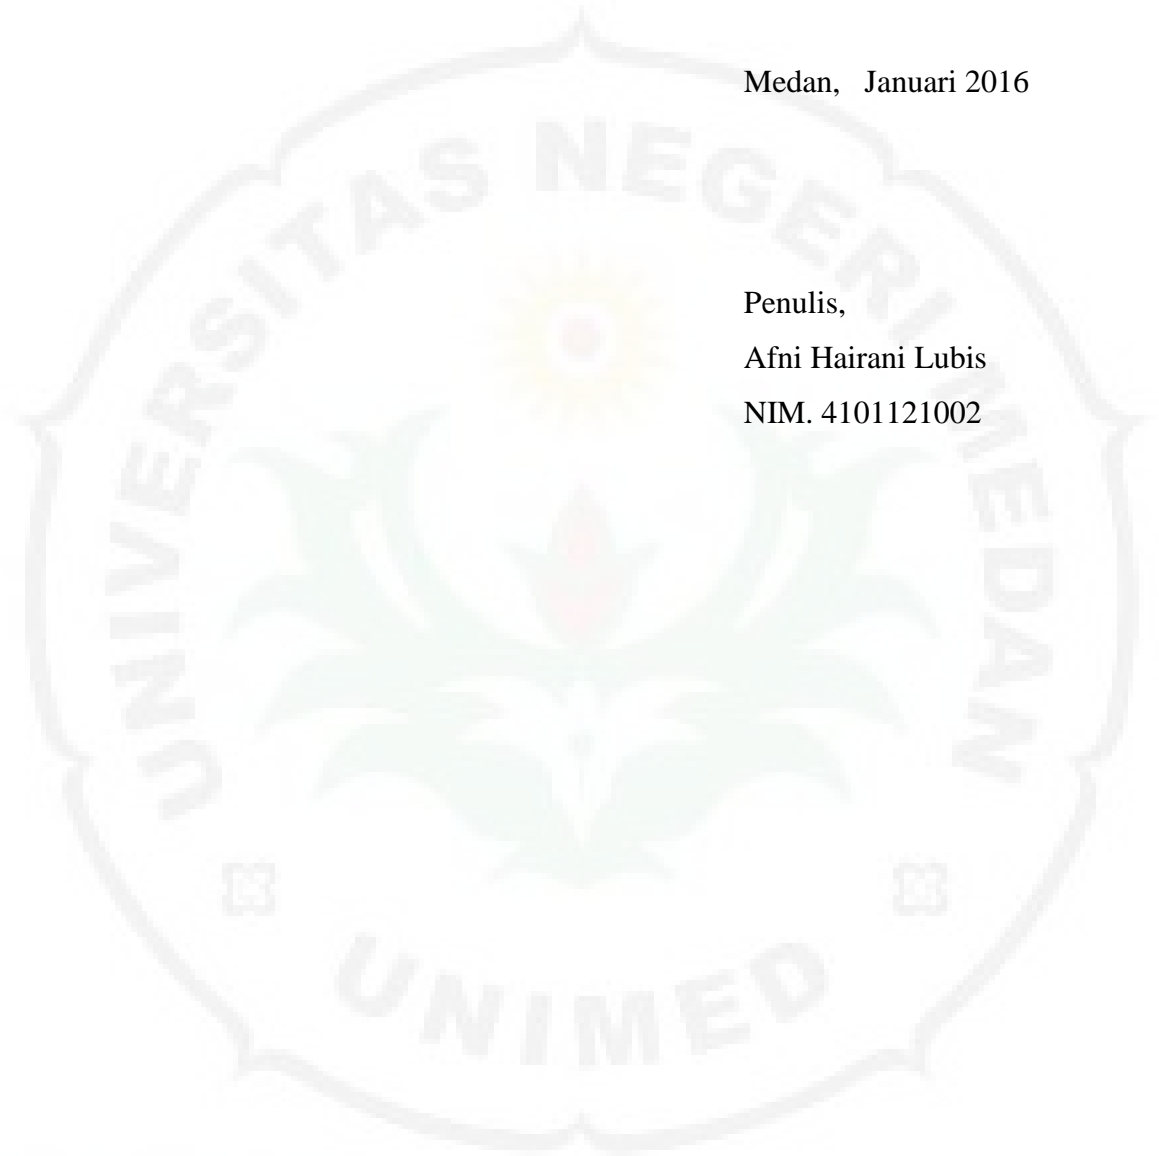 Medan,   Januari 2016
Penulis,
Afni Hairani Lubis
NIM. 4101121002
UNIVERSITAS NEGERI MEDAN
UNIMED